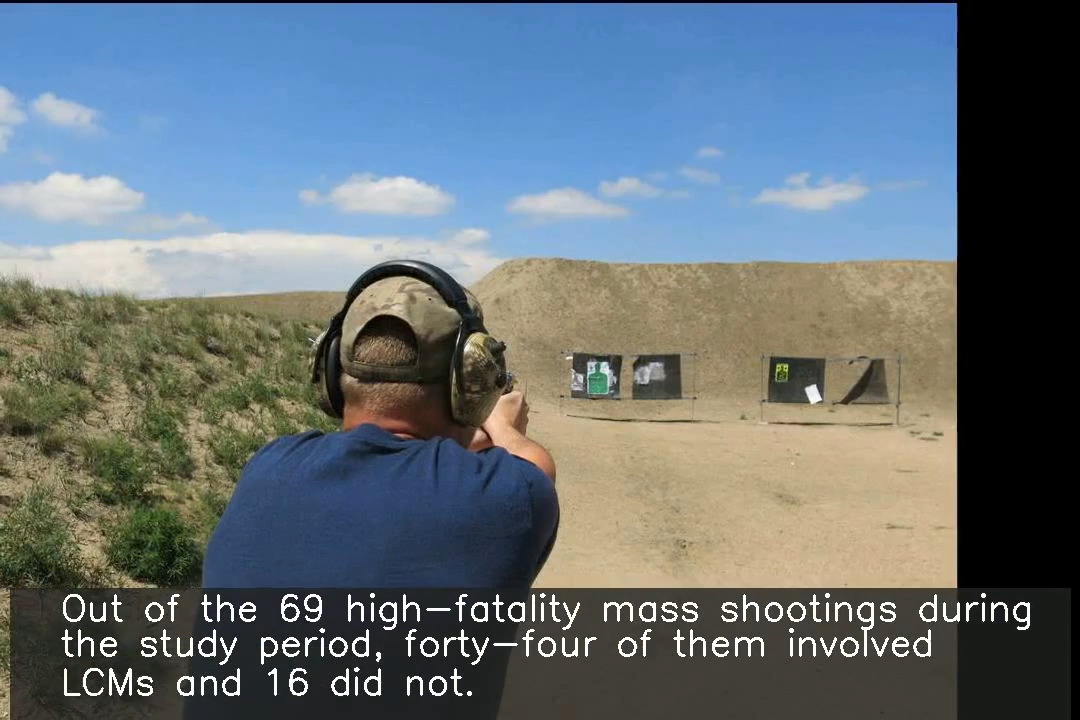 Out of the 69 high-fatality mass shootings during
the study period, forty-four of them involved
LCMs and 16 did not.